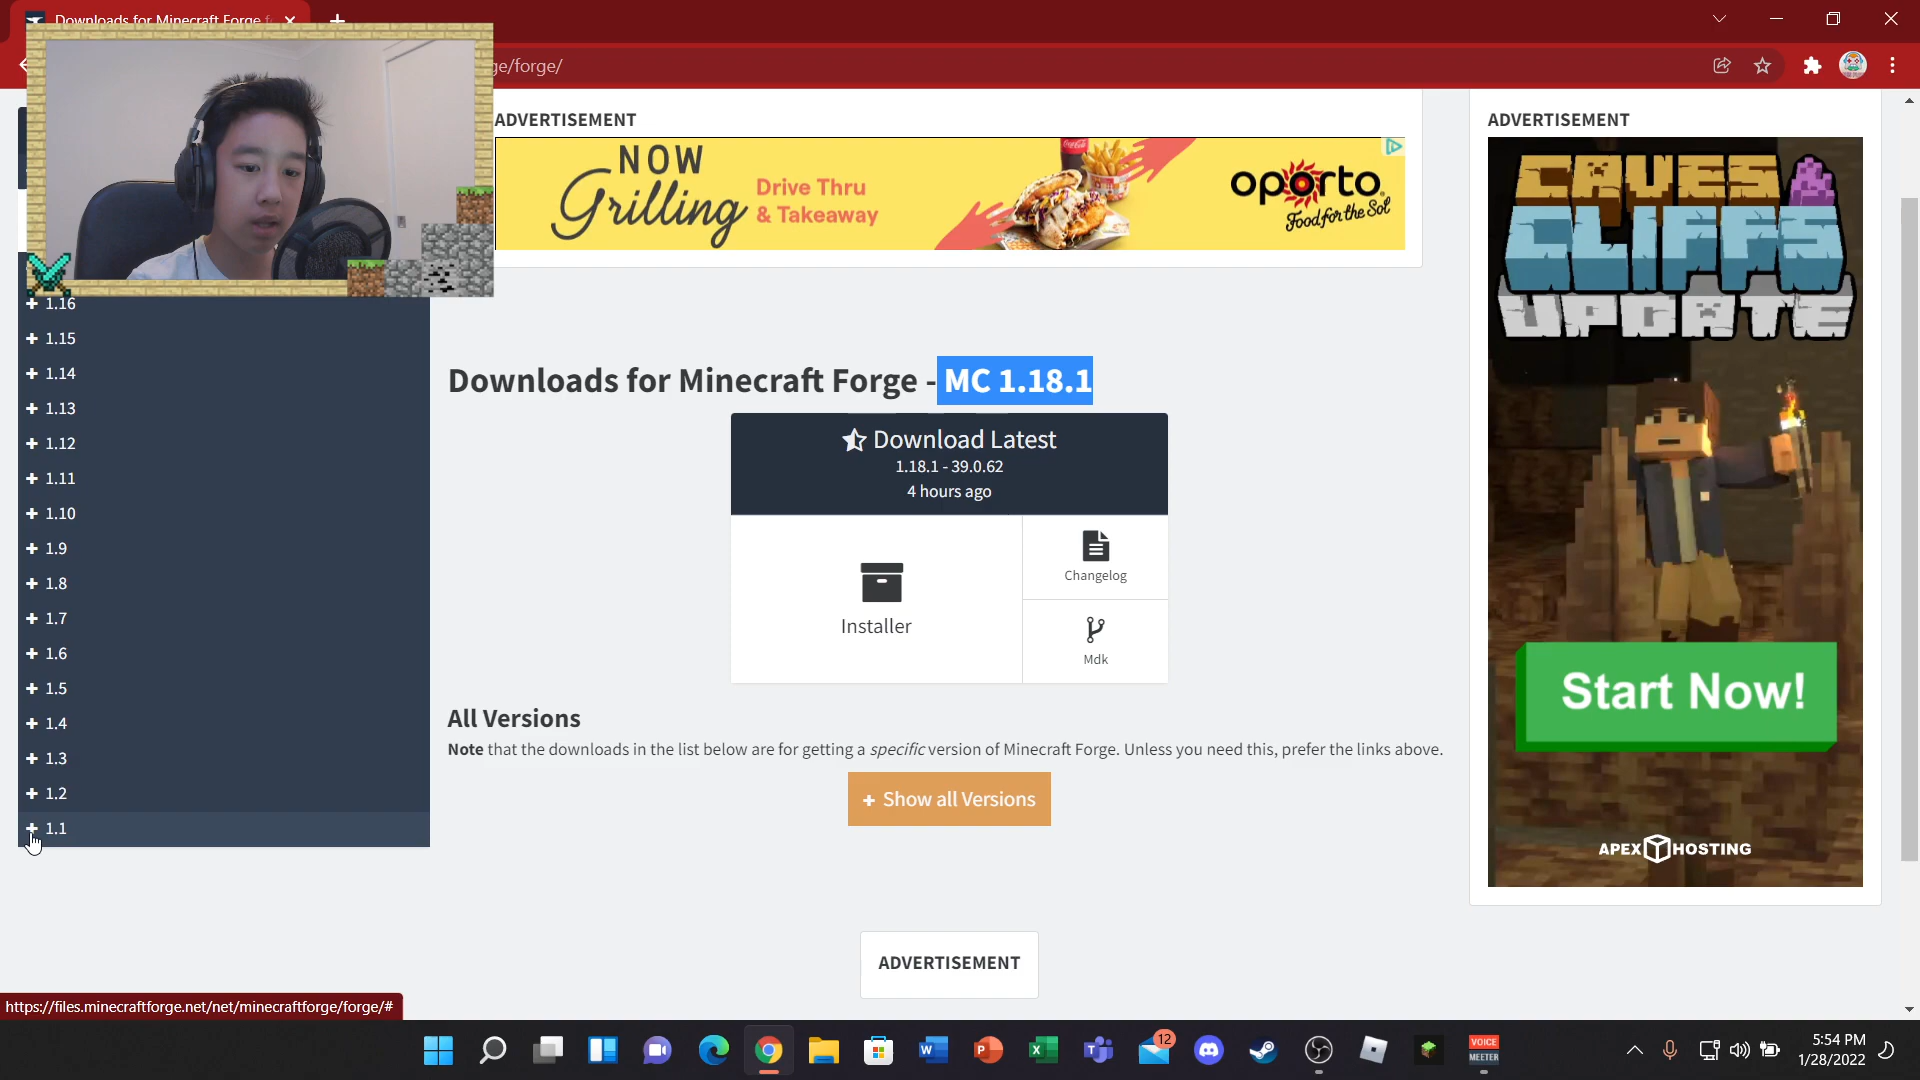 Downloads for Minecraft Forge f
ge/forge/
ADVERTISEMENT
NOW
Grilling
Drive Thru
& Takeaway
oporto
Food for the Sol
ADVERTISEMENT
CAVES &
CLIFFS
UPDATE
Start Now!
APEX HOSTING
1.16
1.15
1.14
1.13
1.12
1.11
1.10
1.9
1.8
1.7
1.6
1.5
1.4
1.3
1.2
1.1
Downloads for Minecraft Forge - MC 1.18.1
Download Latest
1.18.1 - 39.0.62
4 hours ago
Installer
Changelog
Mdk
All Versions
Note that the downloads in the list below are for getting a specific version of Minecraft Forge. Unless you need this, prefer the links above.
+ Show all Versions
ADVERTISEMENT
https://files.minecraftforge.net/net/minecraftforge/forge/#
12
VOICE
MEETER
5:54 PM
1/28/2022